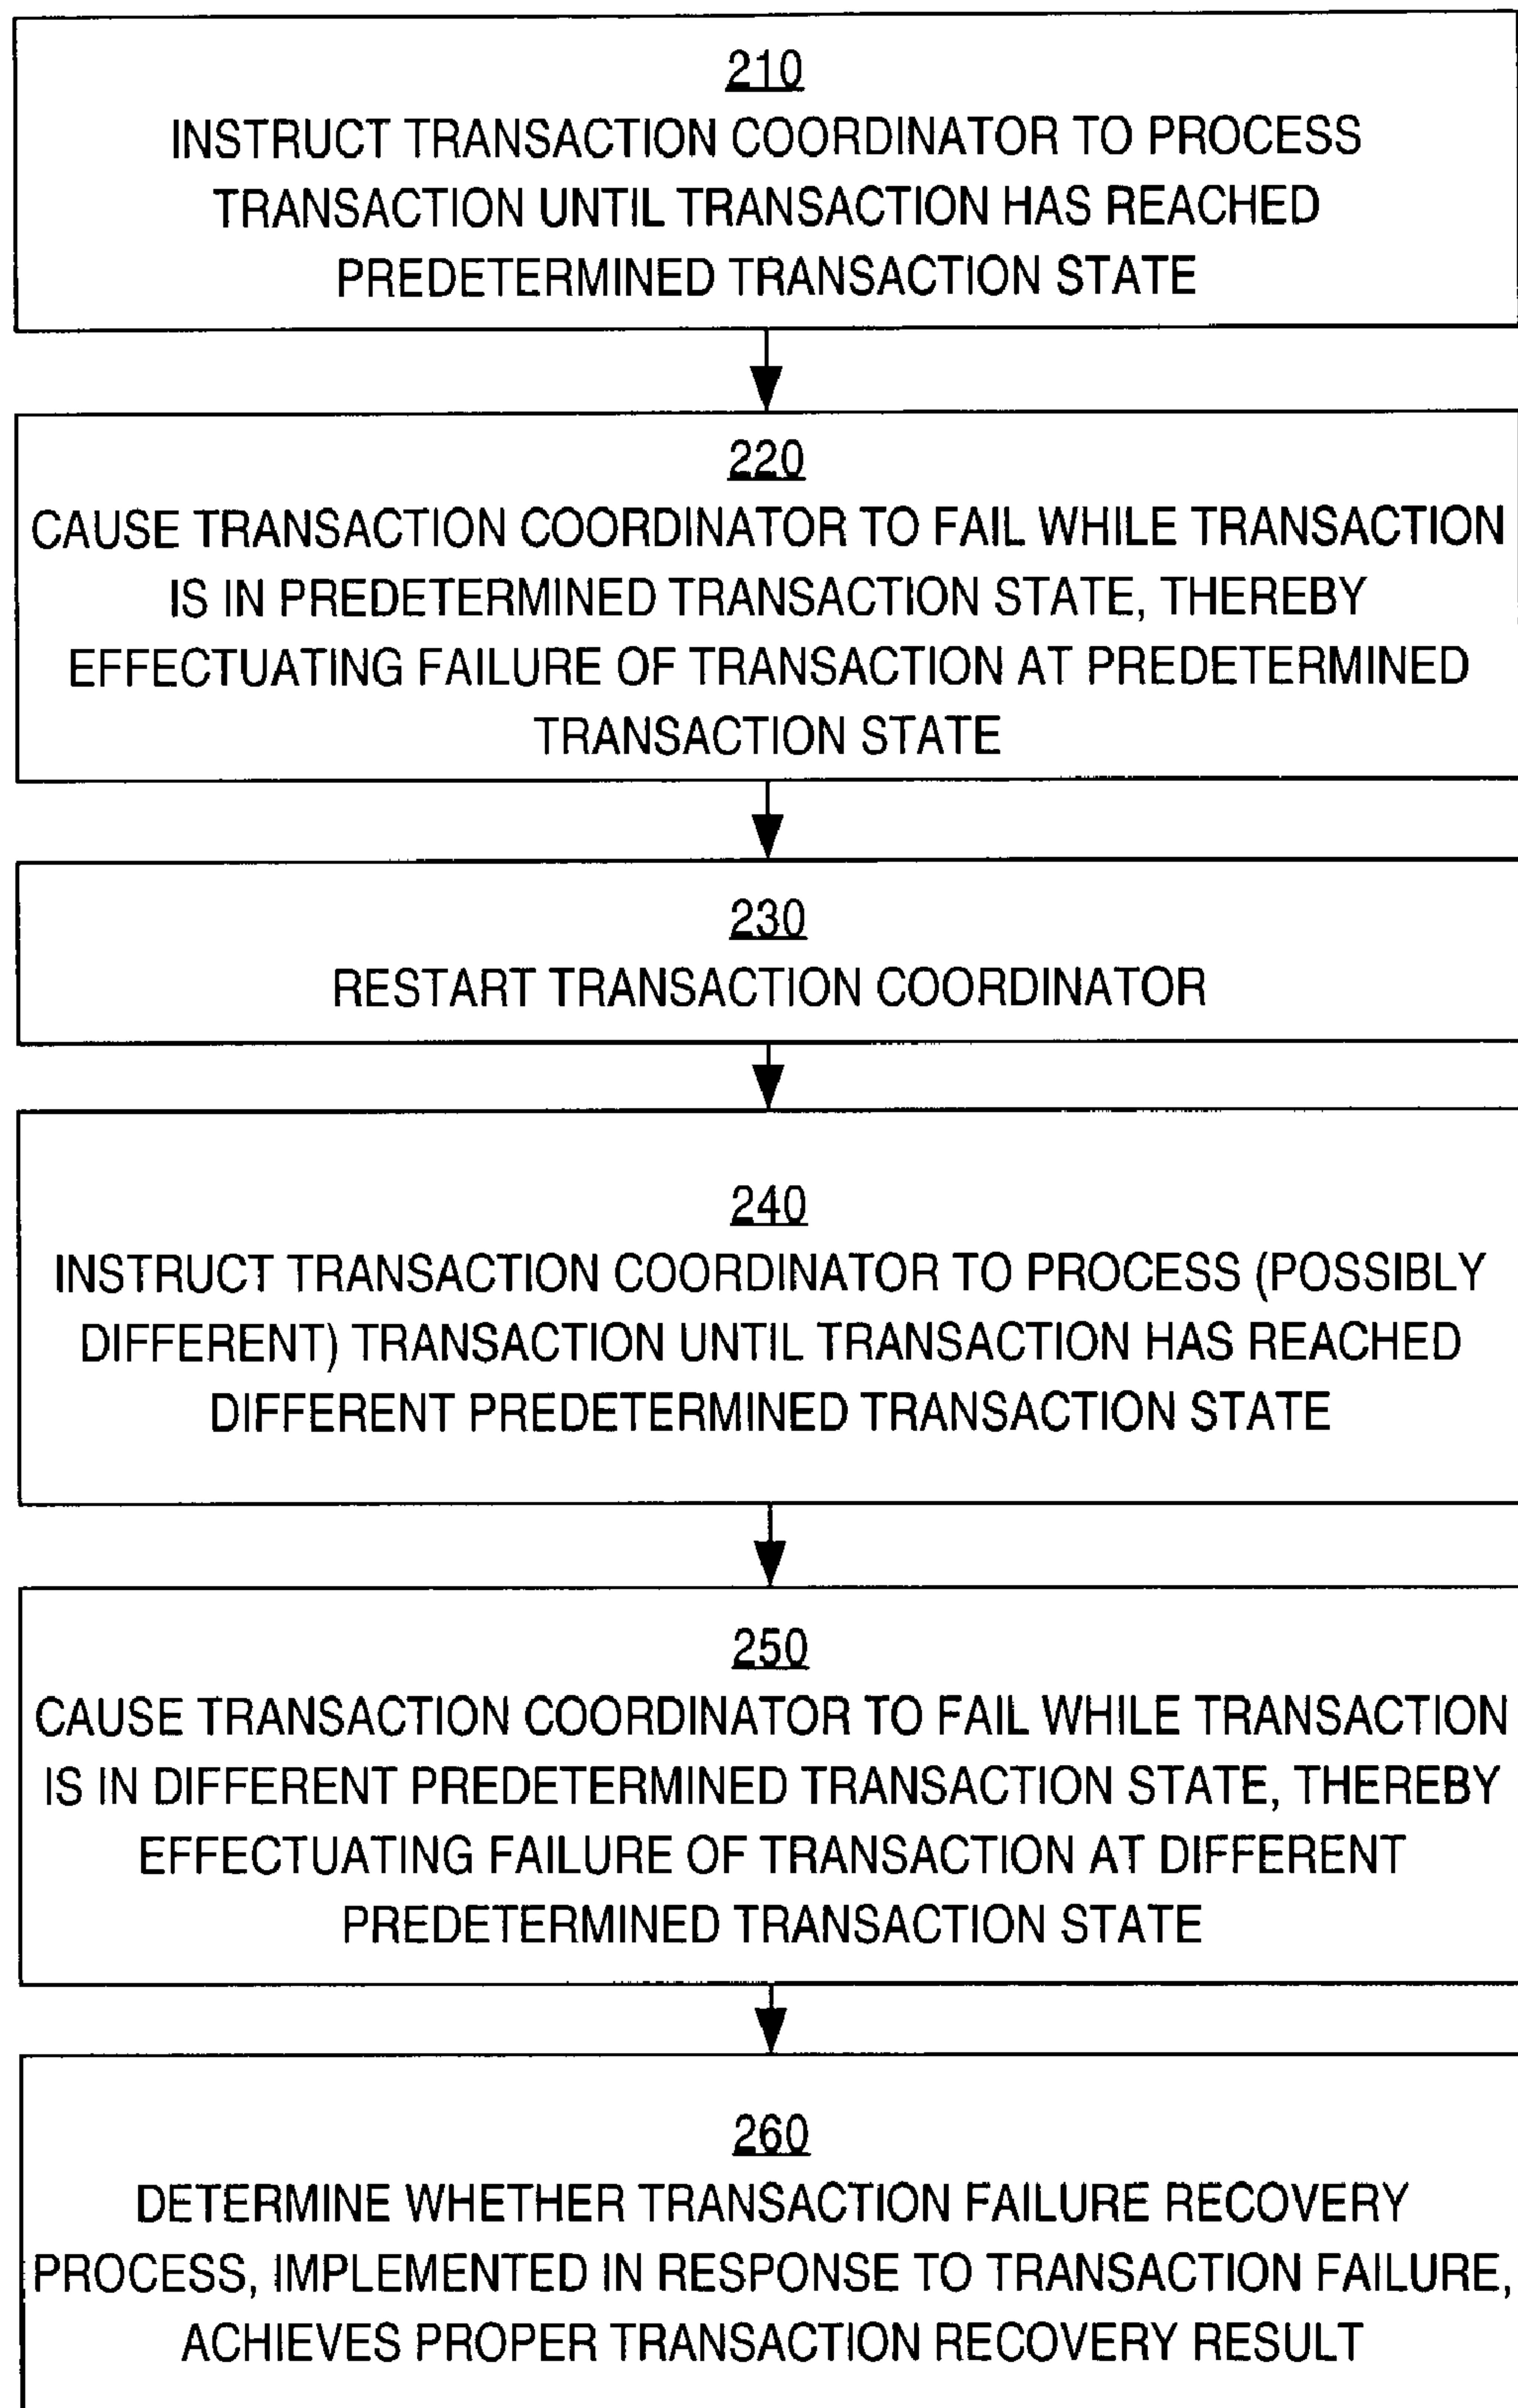 210
INSTRUCT TRANSACTION COORDINATOR TO PROCESS
TRANSACTION UNTIL TRANSACTION HAS REACHED
PREDETERMINED TRANSACTION STATE
220
CAUSE TRANSACTION COORDINATOR TO FAIL WHILE TRANSACTION
IS IN PREDETERMINED TRANSACTION STATE, THEREBY
EFFECTUATING FAILURE OF TRANSACTION AT PREDETERMINED
TRANSACTION STATE
230
RESTART TRANSACTION COORDINATOR
240
INSTRUCT TRANSACTION COORDINATOR TO PROCESS (POSSIBLY
DIFFERENT) TRANSACTION UNTIL TRANSACTION HAS REACHED
DIFFERENT PREDETERMINED TRANSACTION STATE
250
CAUSE TRANSACTION COORDINATOR TO FAIL WHILE TRANSACTION
IS IN DIFFERENT PREDETERMINED TRANSACTION STATE, THEREBY
EFFECTUATING FAILURE OF TRANSACTION AT DIFFERENT
PREDETERMINED TRANSACTION STATE
260
DETERMINE WHETHER TRANSACTION FAILURE RECOVERY
PROCESS, IMPLEMENTED IN RESPONSE TO TRANSACTION FAILURE,
ACHIEVES PROPER TRANSACTION RECOVERY RESULT